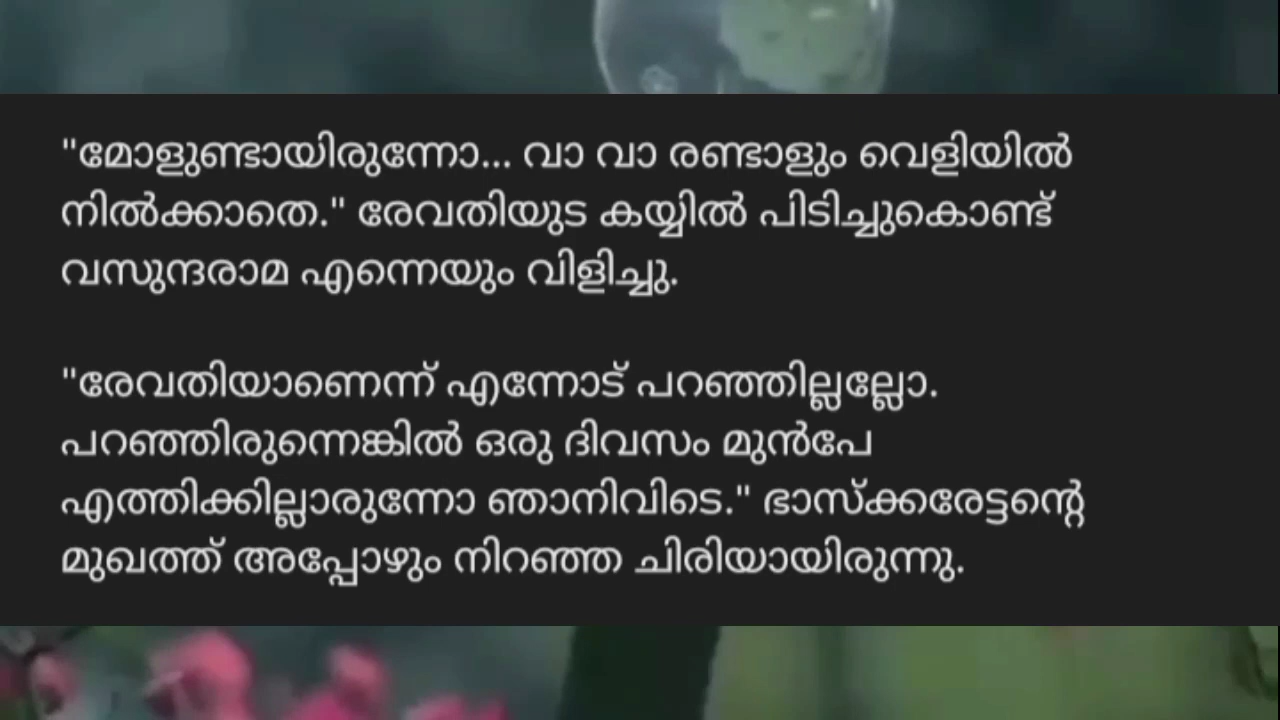 "മോളുണ്ടായിരുന്നോ... വാ വാ രണ്ടാളും വെളിയിൽ
നിൽക്കാതെ." രേവതിയുട കയ്യിൽ പിടിച്ചുകൊണ്ട്
വസുന്ദരാമ എന്നെയും വിളിച്ചു.
"രേവതിയാണെന്ന് എന്നോട് പറഞ്ഞില്ലല്ലോ.
പറഞ്ഞിരുന്നെങ്കിൽ ഒരു ദിവസം മുൻപേ
എത്തിക്കില്ലാരുന്നോ ഞാനിവിടെ." ഭാസ്ക്കരേട്ടന്റെ
മുഖത്ത് അപ്പോഴും നിറഞ്ഞ ചിരിയായിരുന്നു.